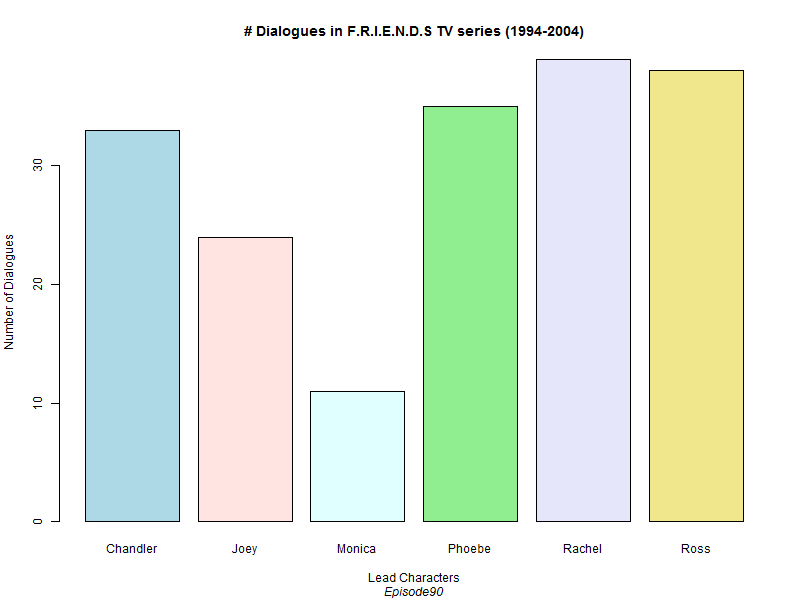 # Dialogues in F.R.I.E.N.D.S TV series (1994-2004)
Number of Dialogues
30
20
10
0
Chandler Joey Monica Phoebe Rachel Ross
Lead Characters
Episode90